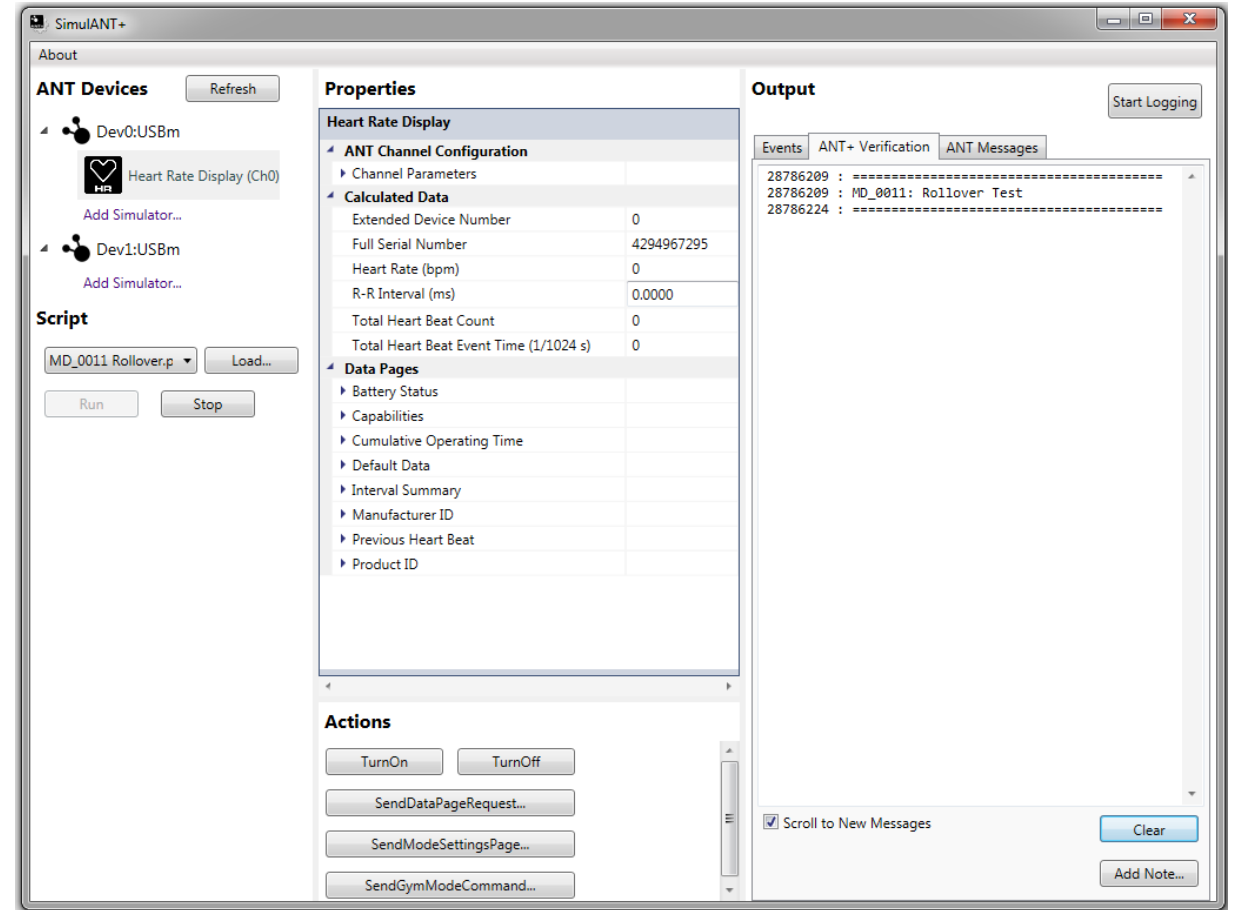 SimulANT+
About
ANT Devices
Refresh
Dev0:USBm
HR
Heart Rate Display (Ch0)
Add Simulator...
Dev1:USBm
Add Simulator...
Script
MD_0011 Rollover.p
Load...
Run
Stop
Properties
Heart Rate Display
ANT Channel Configuration
Channel Parameters
Calculated Data
Extended Device Number 0
Full Serial Number 4294967295
Heart Rate (bpm) 0
R-R Interval (ms) 0.0000
Total Heart Beat Count 0
Total Heart Beat Event Time (1/1024 s) 0
Data Pages
Battery Status
Capabilities
Cumulative Operating Time
Default Data
Interval Summary
Manufacturer ID
Previous Heart Beat
Product ID
Actions
TurnOn
TurnOff
SendDataPageRequest...
SendModeSettingsPage...
SendGymModeCommand...
Output
Start Logging
Events
ANT+ Verification
ANT Messages
28786209 : ========================================
28786209 : MD_0011: Rollover Test
28786224 : ========================================
Scroll to New Messages
Clear
Add Note...